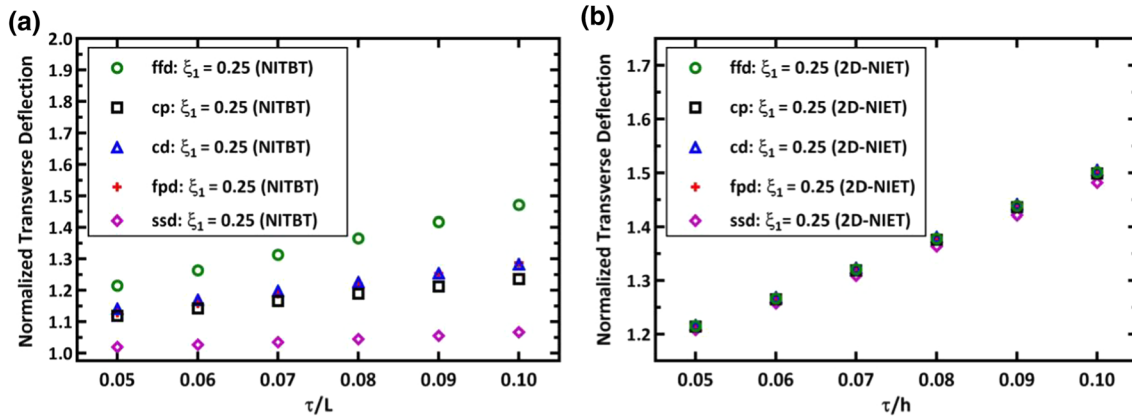 (a)
Normalized Transverse Deflection
2.0
1.9
1.8
1.7
1.6
1.5
1.4
1.3
1.2
1.1
1.0
ffd: ξ₁ = 0.25 (NITBT)
cp: ξ₁ = 0.25 (NITBT)
cd: ξ₁ = 0.25 (NITBT)
fpd: ξ₁ = 0.25 (NITBT)
ssd: ξ₁ = 0.25 (NITBT)
0.05 0.06 0.07 0.08 0.09 0.10
τ/L
(b)
Normalized Transverse Deflection
1.7
1.6
1.5
1.4
1.3
1.2
ffd: ξ₁ = 0.25 (2D-NIET)
cp: ξ₁ = 0.25 (2D-NIET)
cd: ξ₁ = 0.25 (2D-NIET)
fpd: ξ₁ = 0.25 (2D-NIET)
ssd: ξ₁= 0.25 (2D-NIET)
0.05 0.06 0.07 0.08 0.09 0.10
τ/h